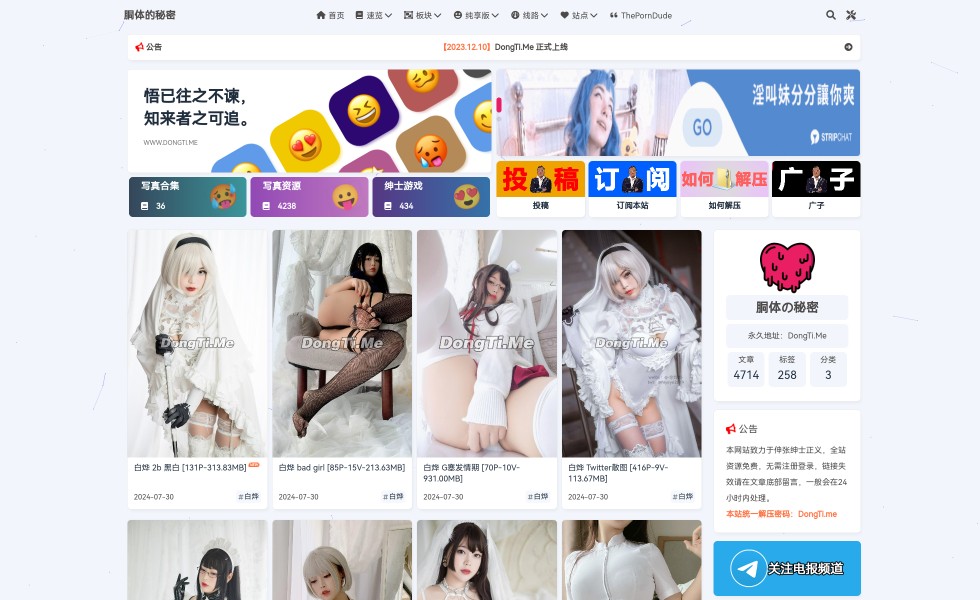 胴体的秘密
首页 速览 板块 纯享版 线路 站点 ThePornDude
公告
【2023.12.10】DongTi.Me 正式上线
悟已往之不谏，
知来者之可追。
WWW.DONGTI.ME
淫叫妹分分讓你爽
GO
STRIPCHAT
写真合集
36
写真资源
4238
绅士游戏
434
投稿
订阅
如何解压
广子
投稿
订阅本站
如何解压
广子
DongTi.Me
DongTi.Me
DongTi.Me
DongTi.Me
白烨 2b 黑白 [131P-313.83MB]
2024-07-30 #白烨
白烨 bad girl [85P-15V-213.63MB]
2024-07-30 #白烨
白烨 G塞发情期 [70P-10V-
931.00MB]
2024-07-30 #白烨
白烨 Twitter散图 [416P-9V-
113.67MB]
2024-07-30 #白烨
胴体の秘密
永久地址：DongTi.Me
文章 标签 分类
4714 258 3
公告
本网站致力于伸张绅士正义，全站
资源免费，无需注册登录，链接失
效请在文章底部留言，一般会在24
小时内处理。
本站统一解压密码：DongTi.me
关注电报频道